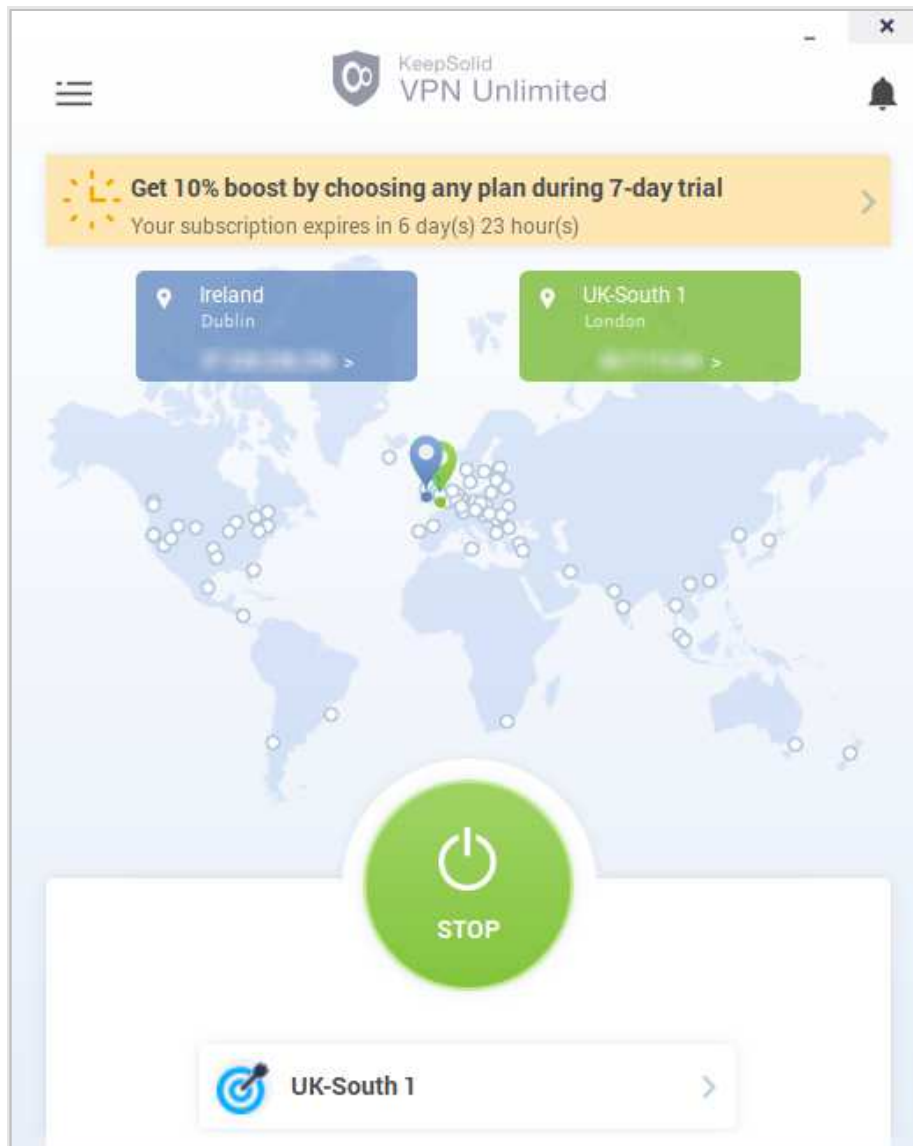 KeepSolid
VPN Unlimited
Get 10% boost by choosing any plan during 7-day trial
Your subscription expires in 6 day(s) 23 hour(s)
Ireland
Dublin
>
UK-South 1
London
>
STOP
UK-South 1